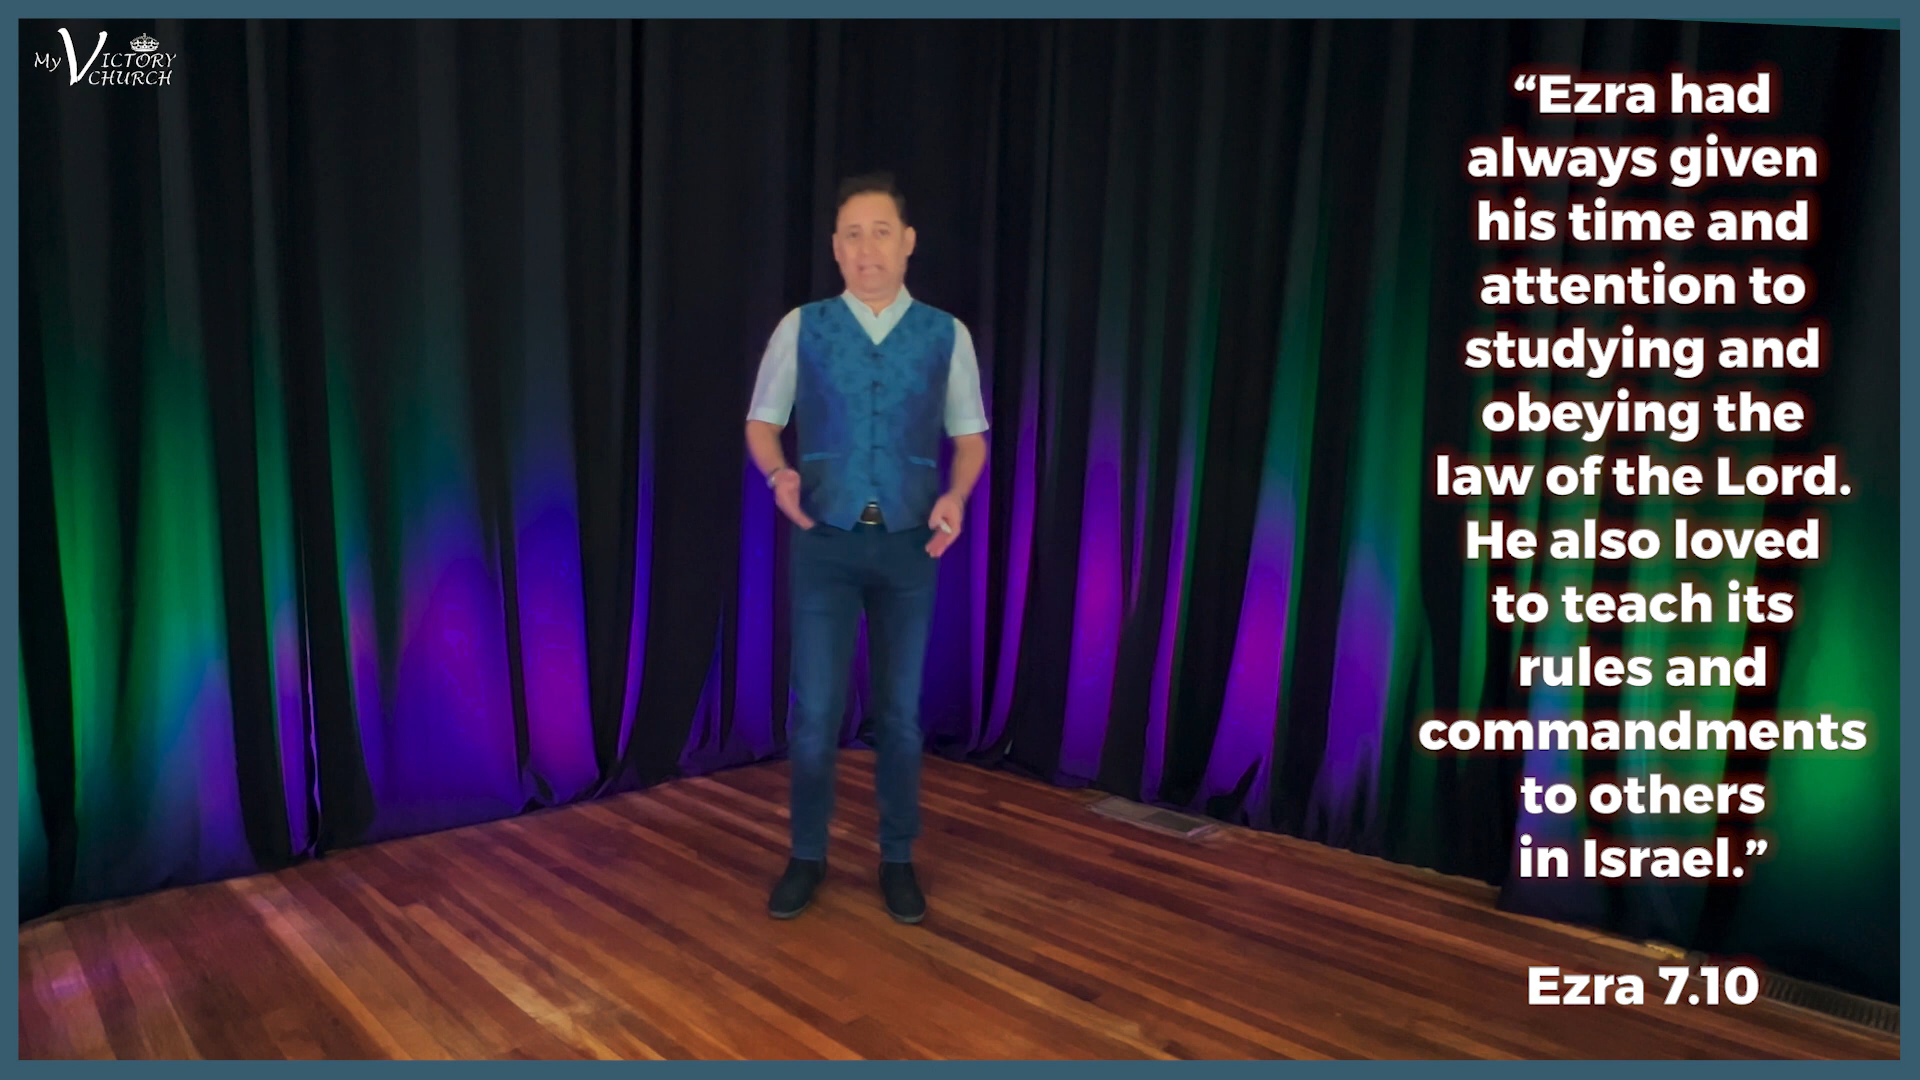 My Victory
Church
“Ezra had
always given
his time and
attention to
studying and
obeying the
law of the Lord.
He also loved
to teach its
rules and
commandments
to others
in Israel.”
Ezra 7.10